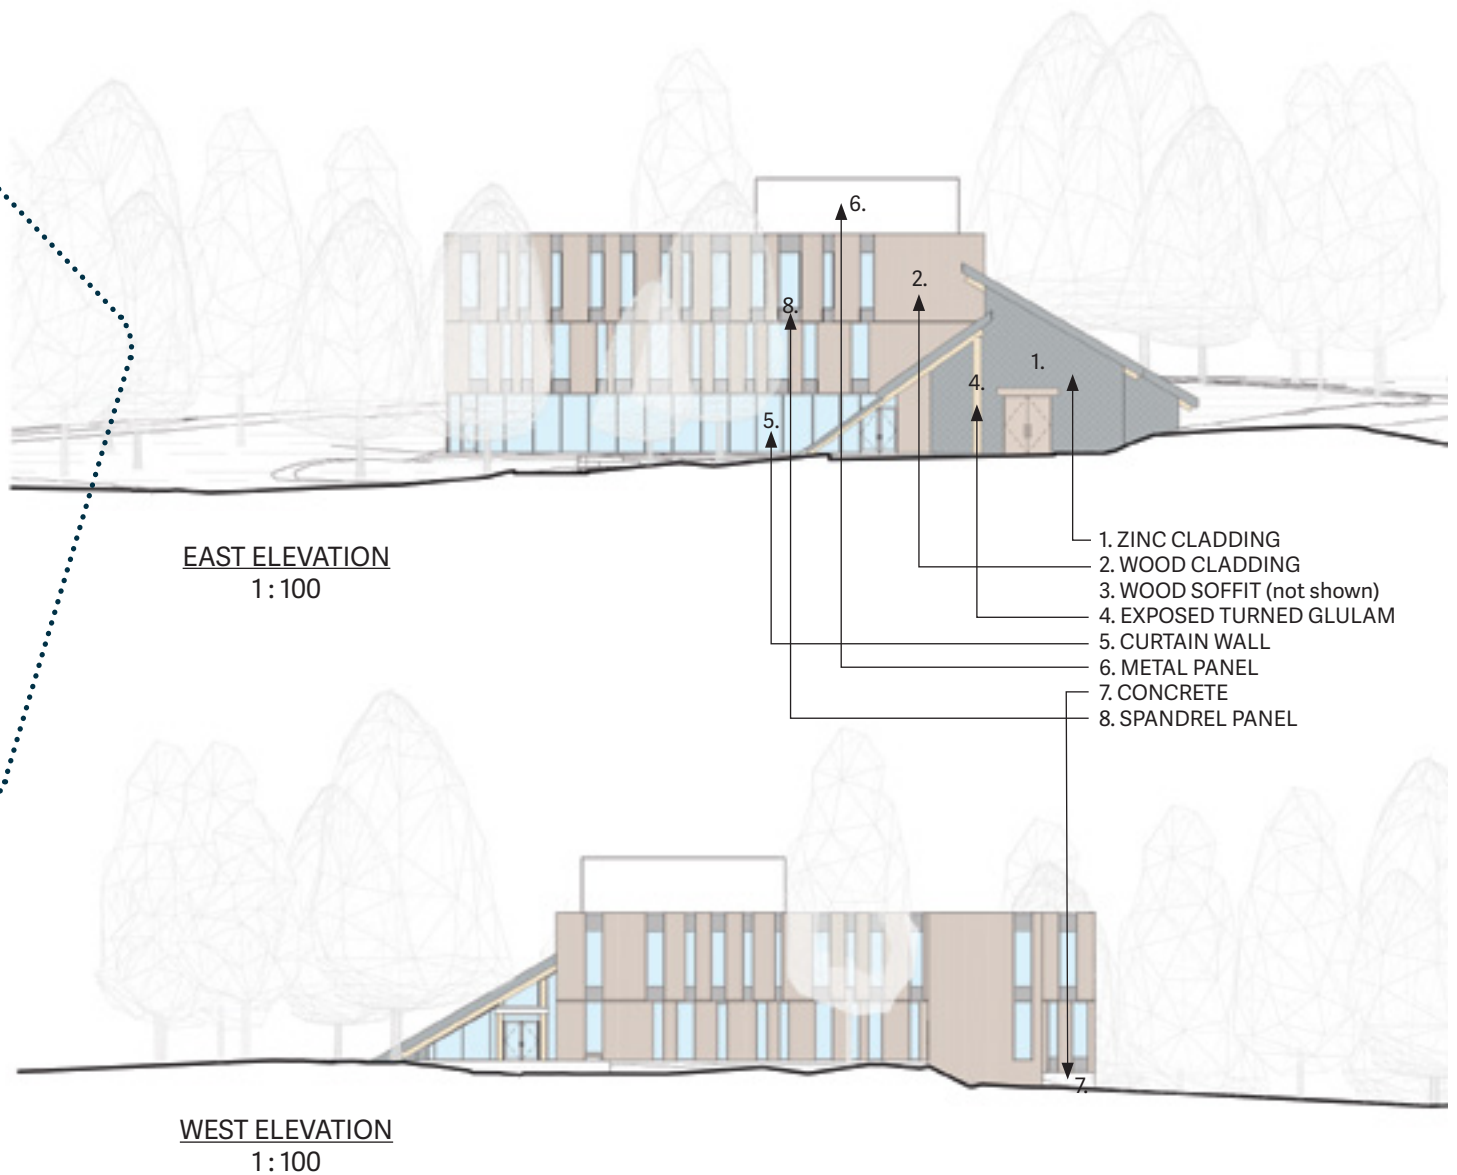 6.
2.
8.
1.
4.
5.
EAST ELEVATION
1:100
1. ZINC CLADDING
2. WOOD CLADDING
3. WOOD SOFFIT (not shown)
4. EXPOSED TURNED GLULAM
5. CURTAIN WALL
6. METAL PANEL
7. CONCRETE
8. SPANDREL PANEL
7.
WEST ELEVATION
1:100